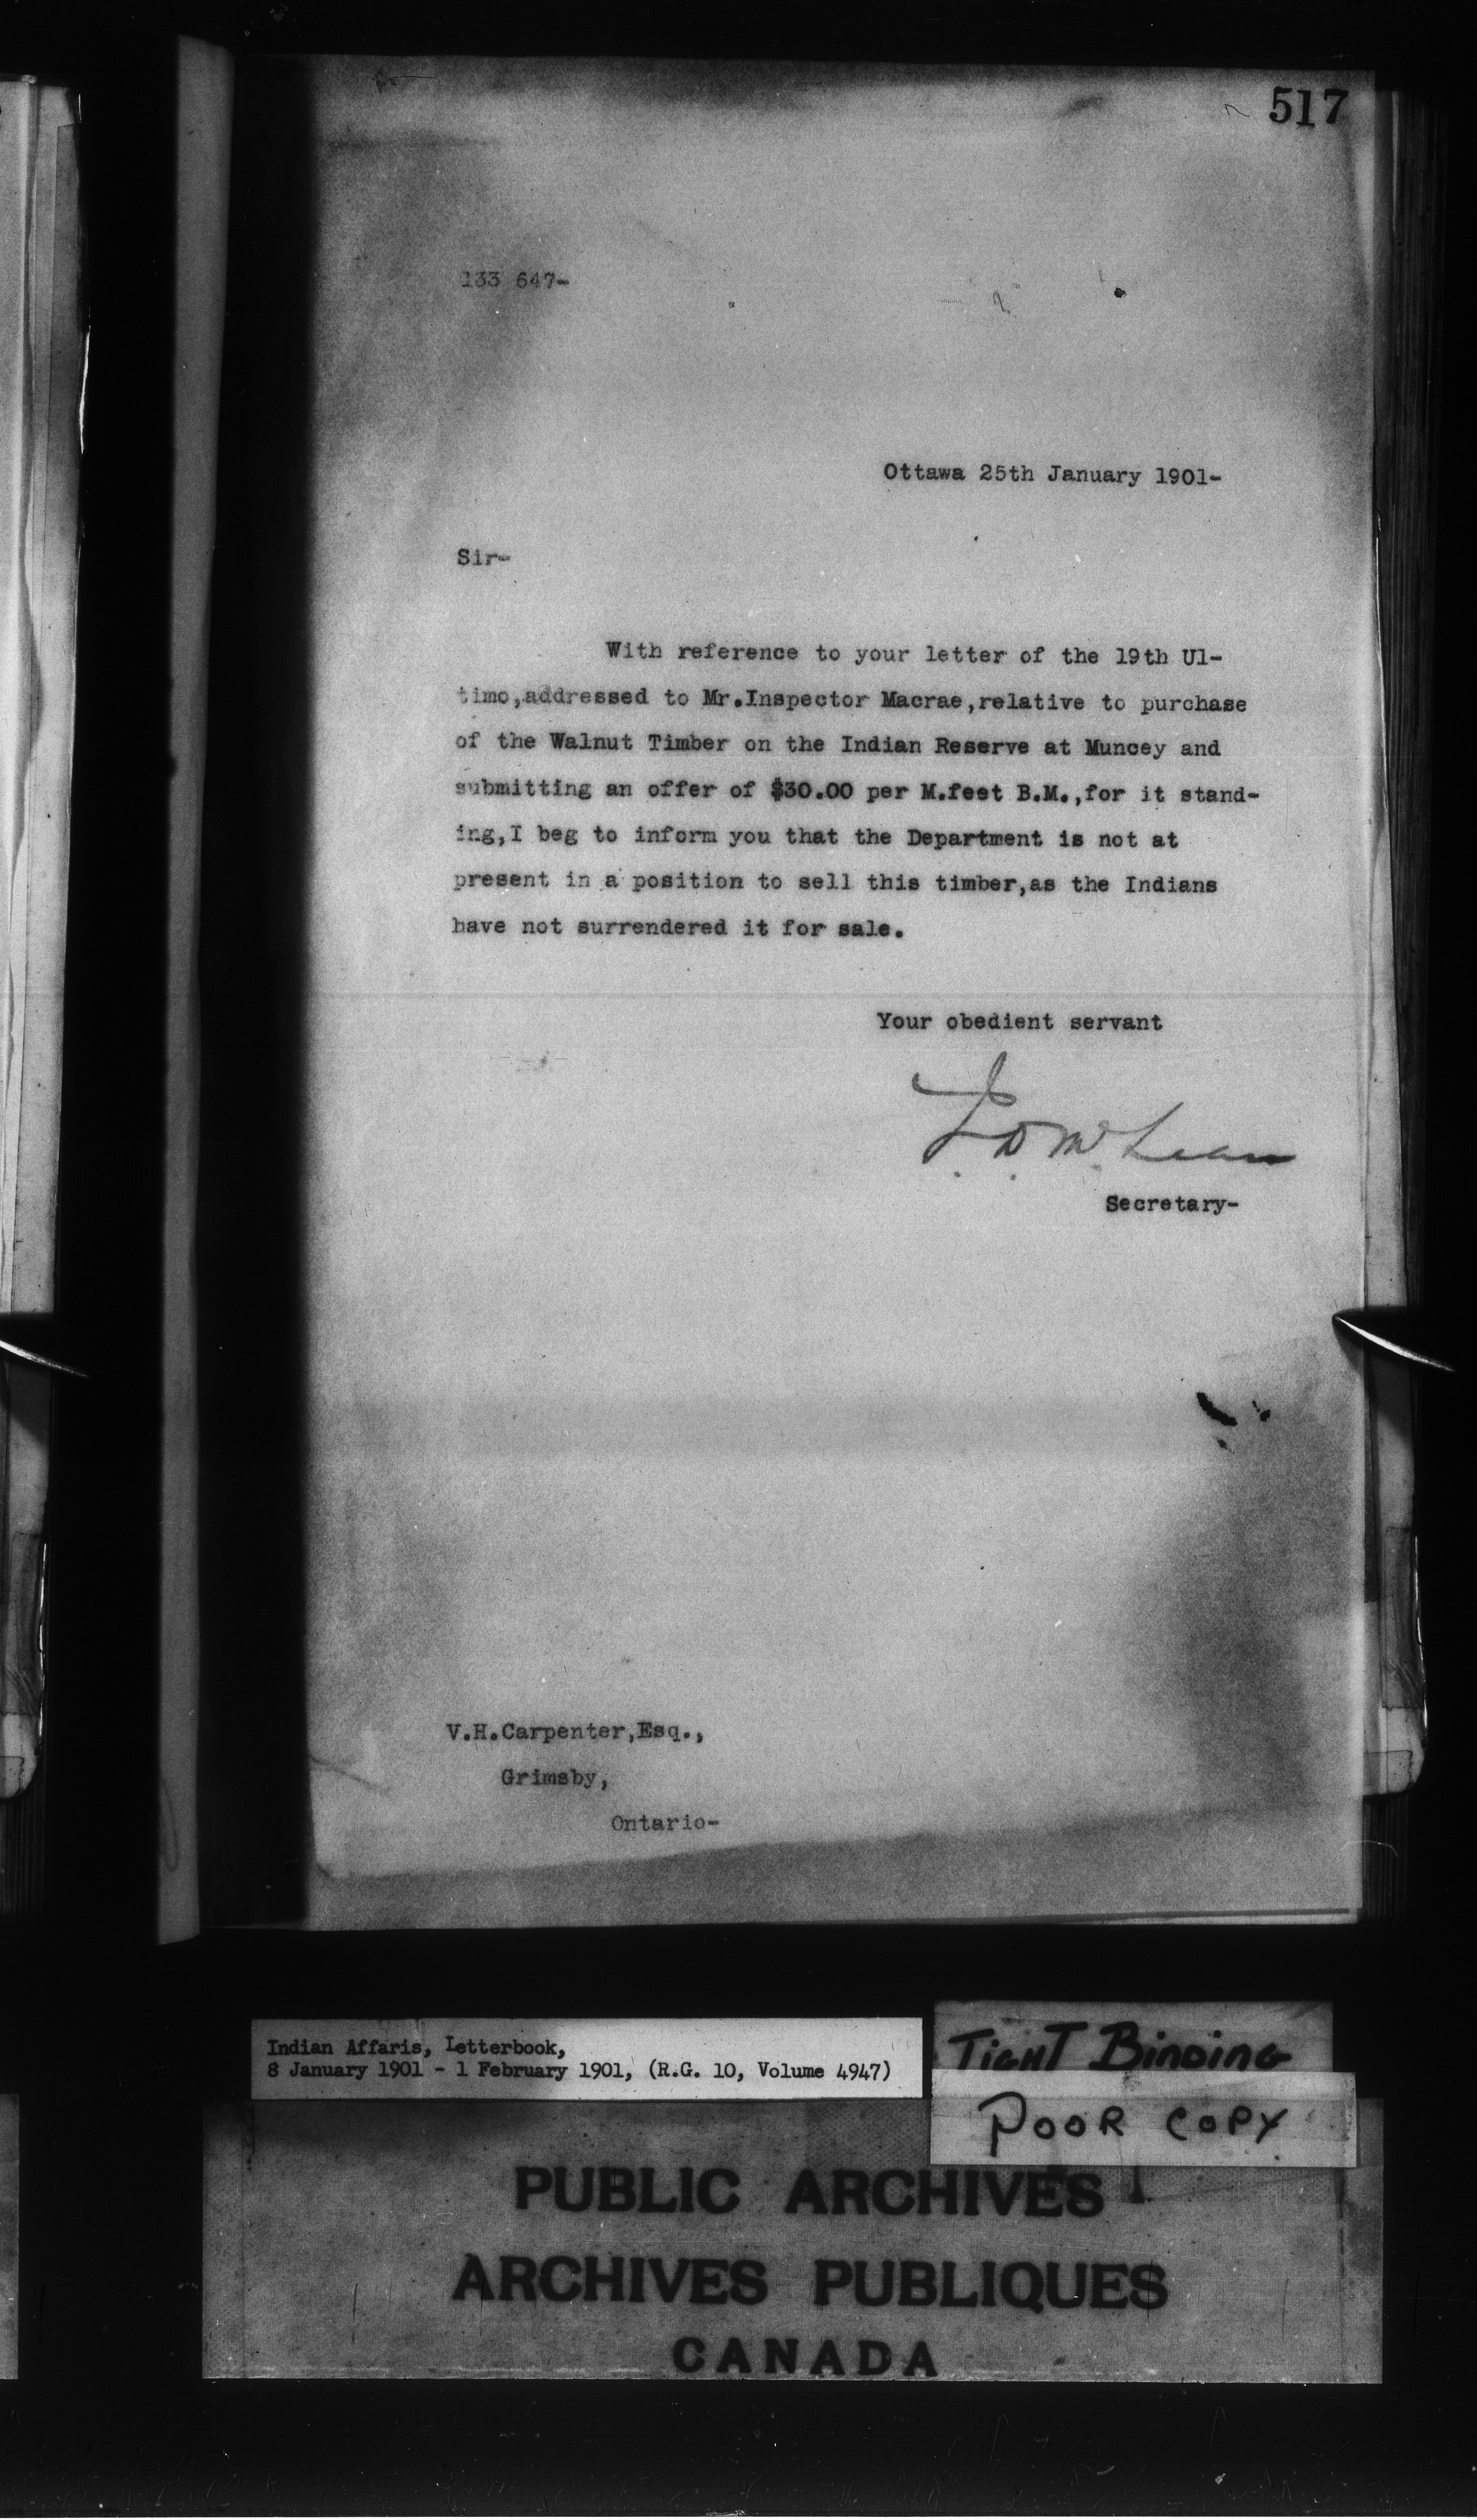 517
133 647-
Ottawa 25th January 1901-
Sir-
With reference to your letter of the 19th Ul-
timo,addressed to Mr.Inspector Macrae,relative to purchase
of the Walnut Timber on the Indian Reserve at Muncey and
submitting an offer of $30.00 per M.feet B.M.,for it stand-
ing,I beg to inform you that the Department is not at
present in a position to sell this timber,as the Indians
have not surrendered it for sale.
Your obedient servant
J. D. McLean
Secretary-
V.H.Carpenter,Esq.,
Grimsby,
Ontario-
Indian Affaris, Letterbook,
8 January 1901 - 1 February 1901, (R.G. 10, Volume 4947)
TIGHT BINDING
POOR COPY
PUBLIC ARCHIVES
ARCHIVES PUBLIQUES
CANADA